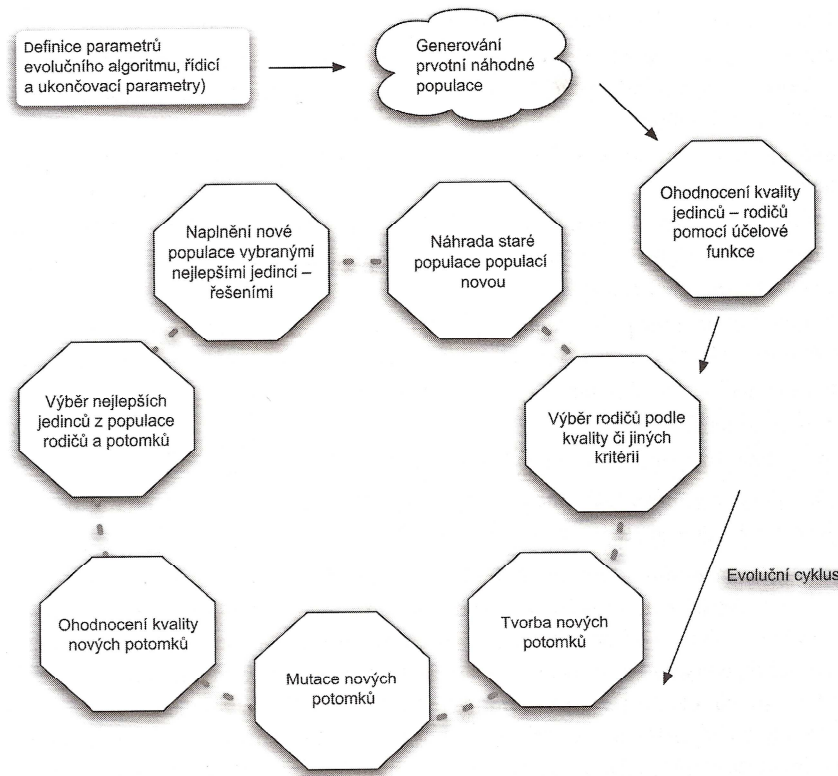 Definice parametrů
evolučního algoritmu, řídicí
a ukončovací parametry)
Generování
prvotní náhodné
populace
Ohodnocení kvality
jedinců – rodičů
pomocí účelové
funkce
Naplnění nové
populace vybranými
nejlepšími jedinci –
řešeními
Náhrada staré
populace populací
novou
Výběr nejlepších
jedinců z populace
rodičů a potomků
Výběr rodičů podle
kvality či jiných
kritérii
Evoluční cyklus
Ohodnocení kvality
nových potomků
Tvorba nových
potomků
Mutace nových
potomků